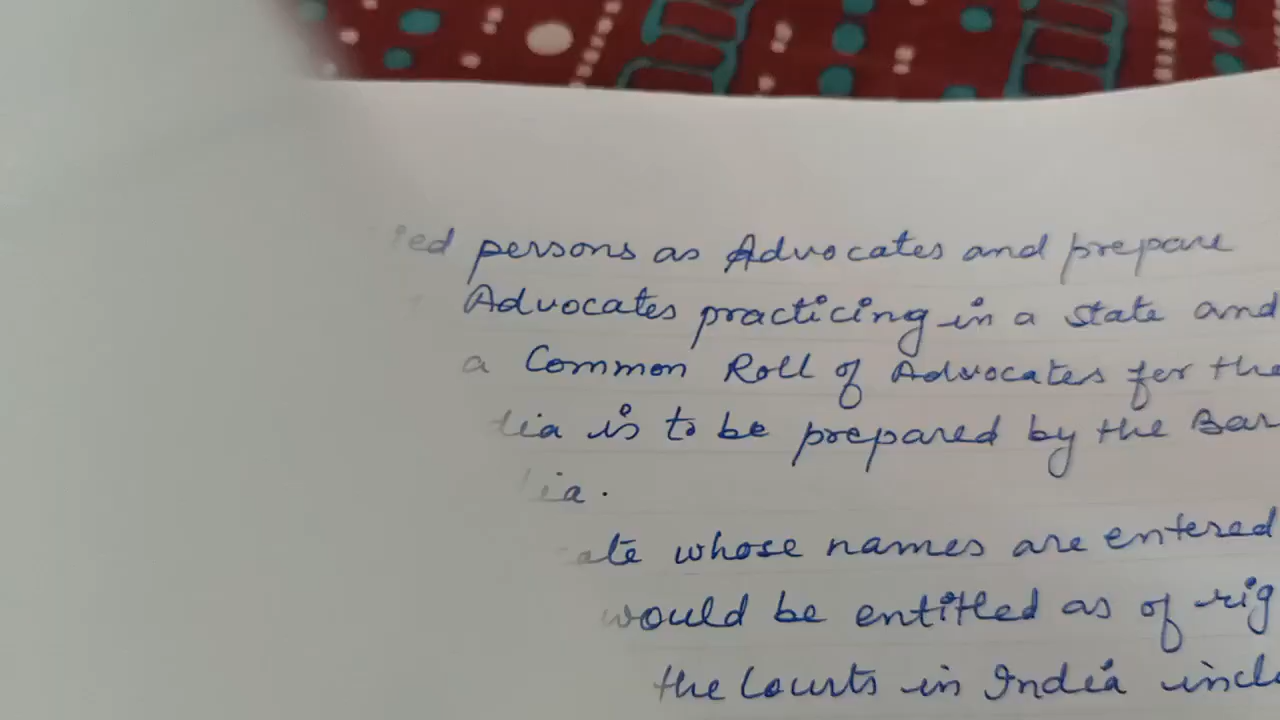 persons as Advocates and prepare
Advocates practicing in a state and
a Common Roll of Advocates for the
is to be prepared by the Bar
whose names are entered
would be entitled as of
the Courts in India